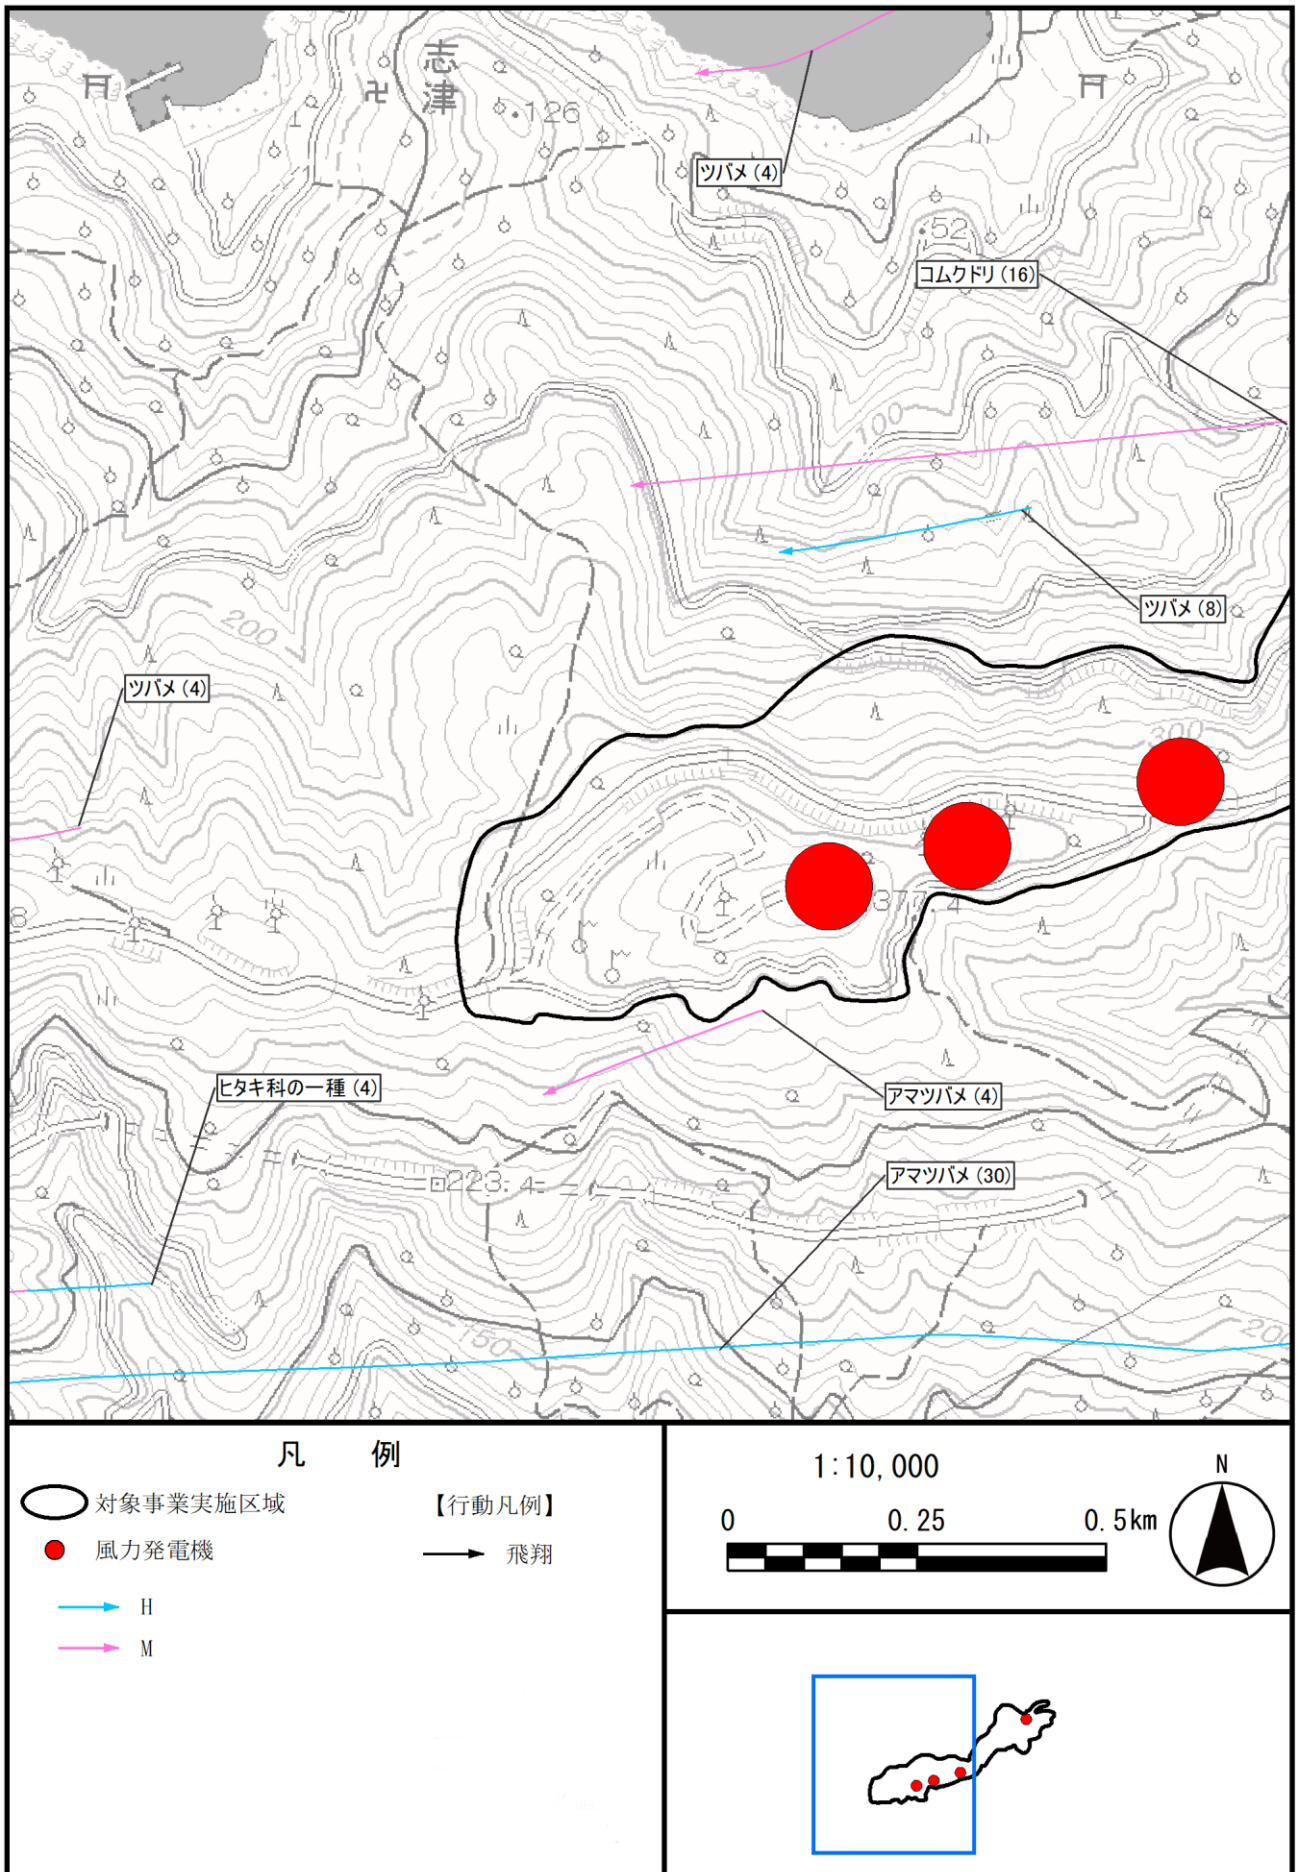 志津
126
ツバメ(4)
52
コムクドリ(16)
100
ツバメ(8)
200
ツバメ(4)
300
377.4
8
ヒタキ科の一種(4)
アマツバメ(4)
223.4
アマツバメ(30)
150
200
凡 例
対象事業実施区域
【行動凡例】
風力発電機
飛翔
H
M
1:10,000
0 0.25 0.5km
N